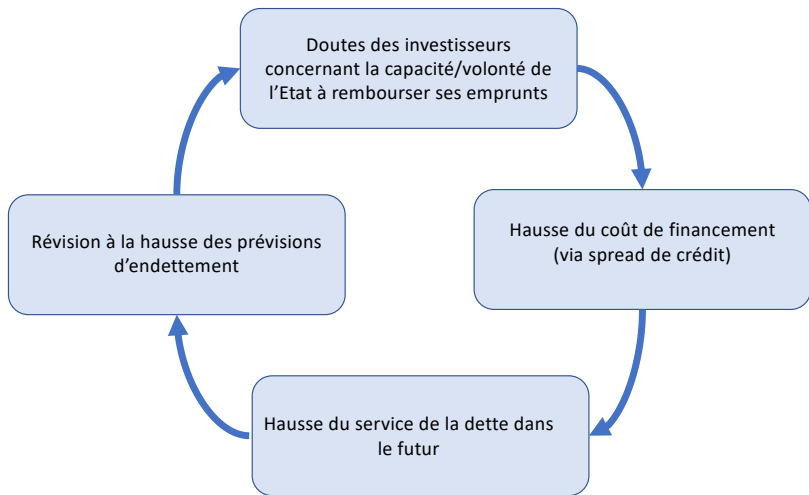 Doutes des investisseurs
concernant la capacité/volonté de
l'Etat à rembourser ses emprunts
Hausse du coût de financement
(via spread de crédit)
Révision à la hausse des prévisions
d'endettement
Hausse du service de la dette dans
le futur